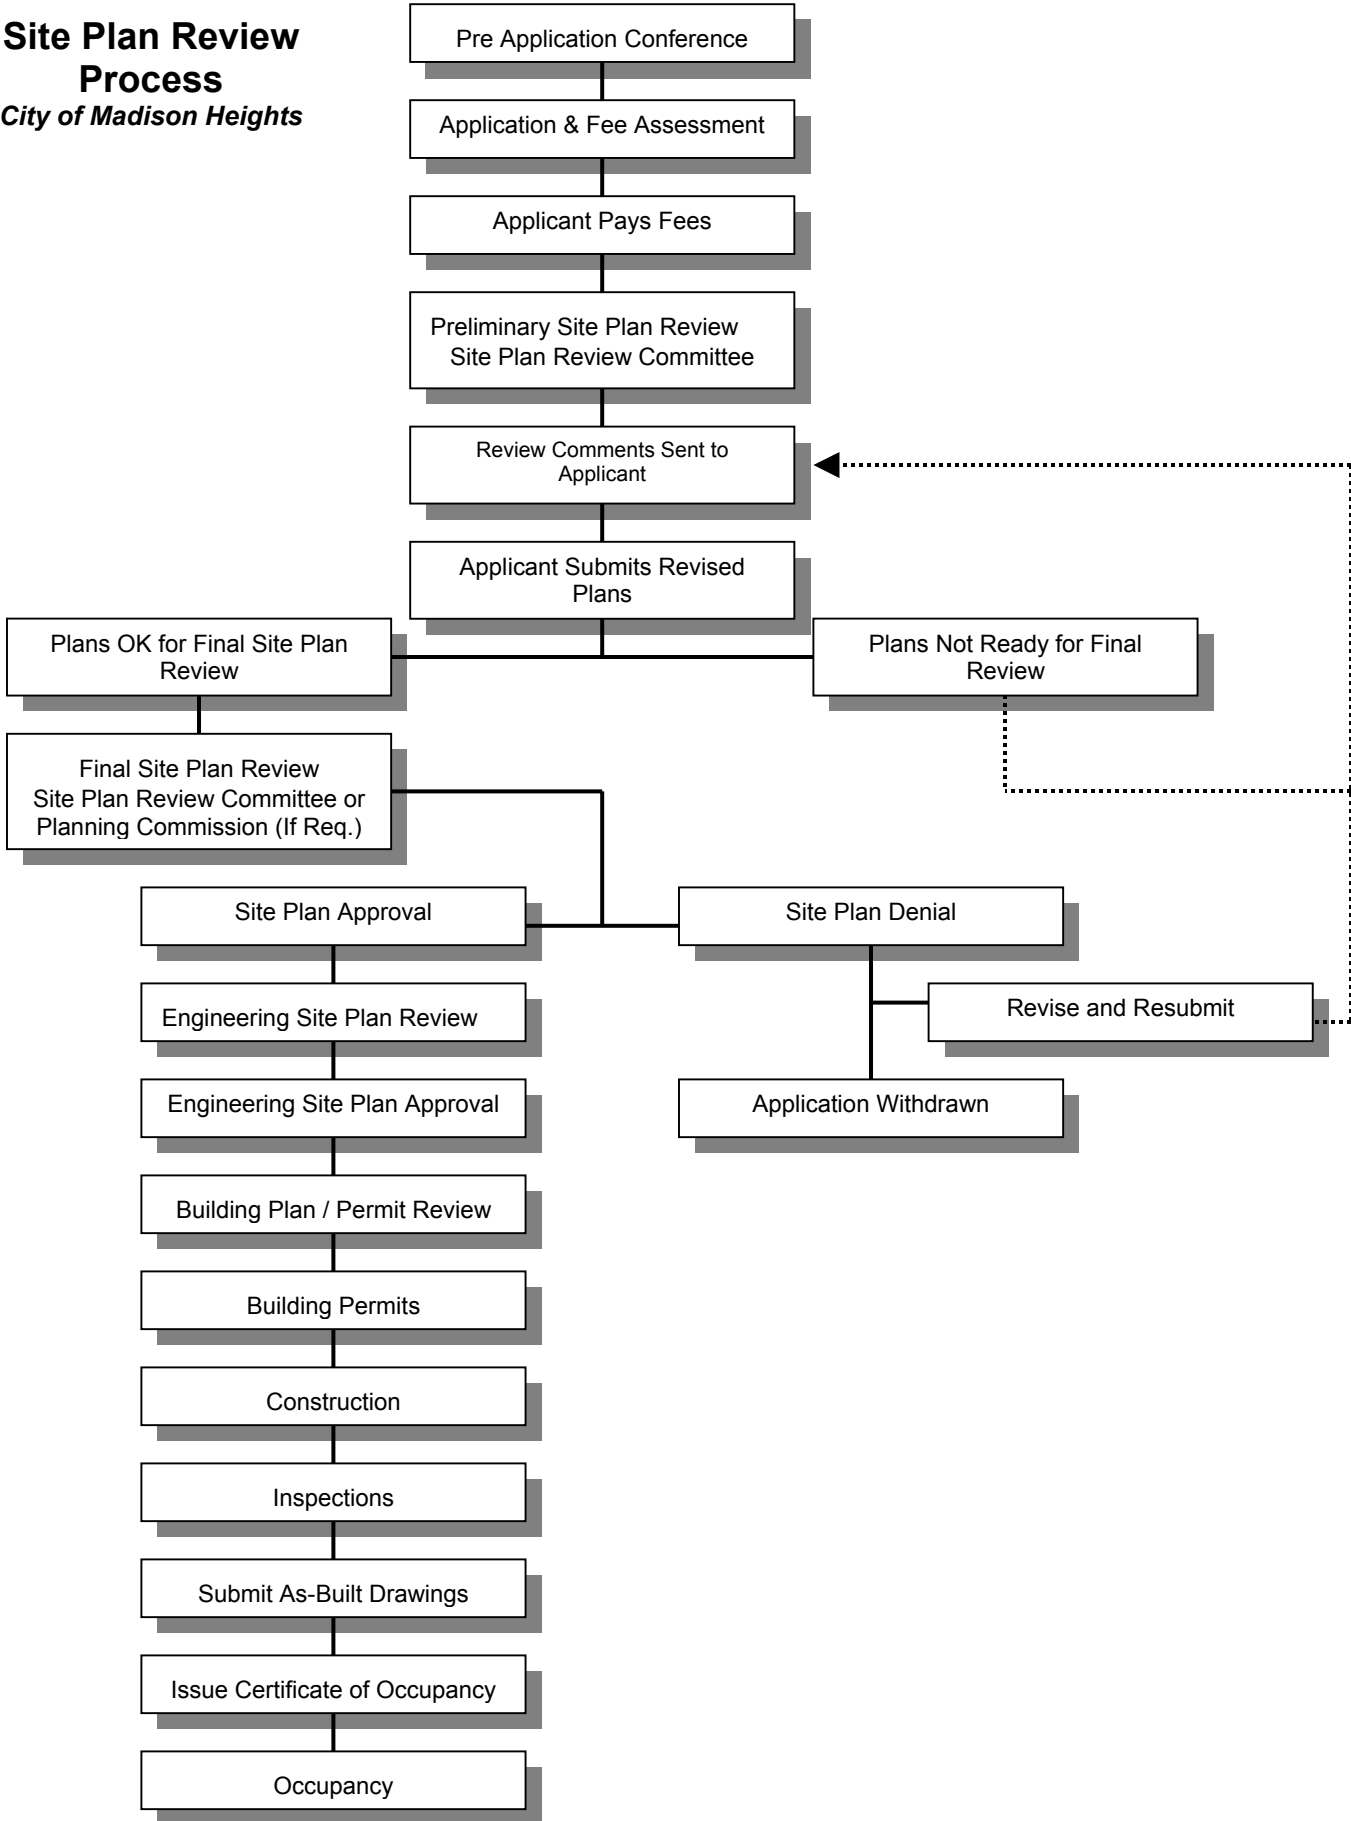 Site Plan Review
Process
City of Madison Heights
Pre Application Conference
Application & Fee Assessment
Applicant Pays Fees
Preliminary Site Plan Review
Site Plan Review Committee
Review Comments Sent to
Applicant
Applicant Submits Revised
Plans
Plans OK for Final Site Plan
Review
Plans Not Ready for Final
Review
Final Site Plan Review
Site Plan Review Committee or
Planning Commission (If Req.)
Site Plan Approval
Site Plan Denial
Engineering Site Plan Review
Revise and Resubmit
Engineering Site Plan Approval
Application Withdrawn
Building Plan / Permit Review
Building Permits
Construction
Inspections
Submit As-Built Drawings
Issue Certificate of Occupancy
Occupancy